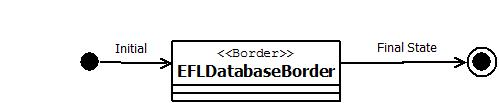 Initial
<<Border>>
EFLDatabaseBorder
Final State